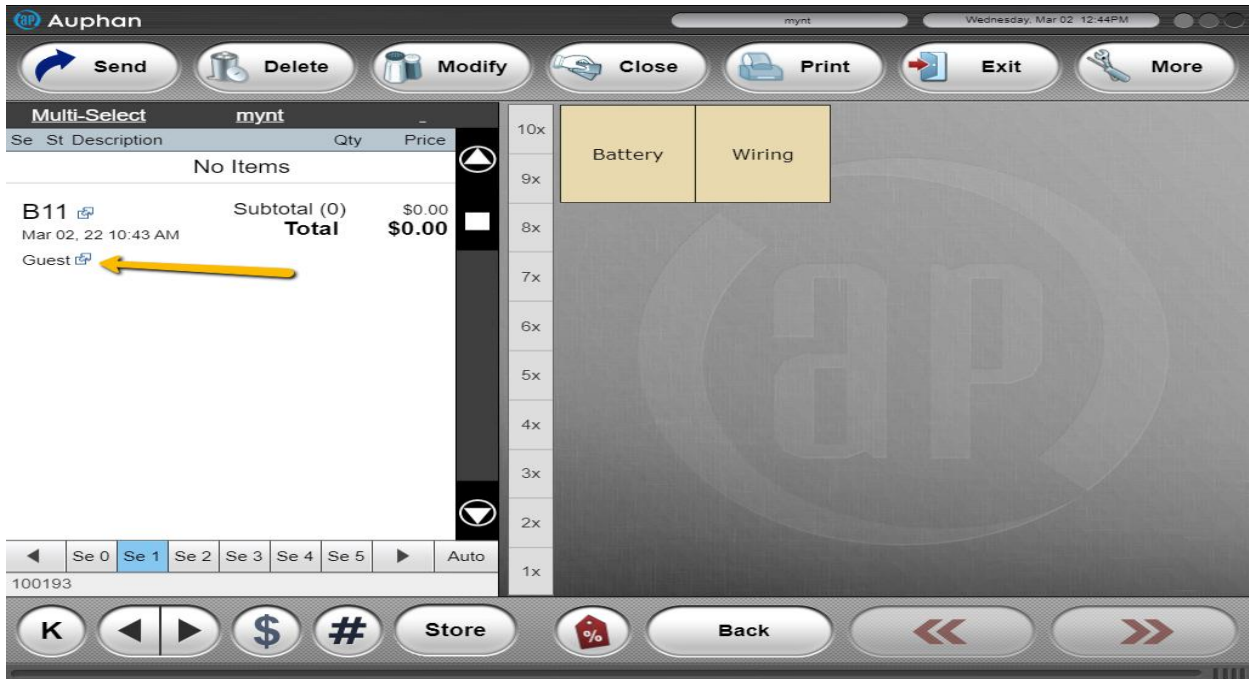 ap Auphan
mynt
Wednesday, Mar 02 12:44PM
Send
Delete
Modify
Close
Print
Exit
More
Multi-Select mynt -
Se St Description Qty Price
No Items
B11 Subtotal (0) $0.00
Mar 02, 22 10:43 AM Total $0.00
Guest
Se 0 Se 1 Se 2 Se 3 Se 4 Se 5 Auto
100193
10x
9x
8x
7x
6x
5x
4x
3x
2x
1x
Battery
Wiring
ap
K
$
#
Store
%
Back